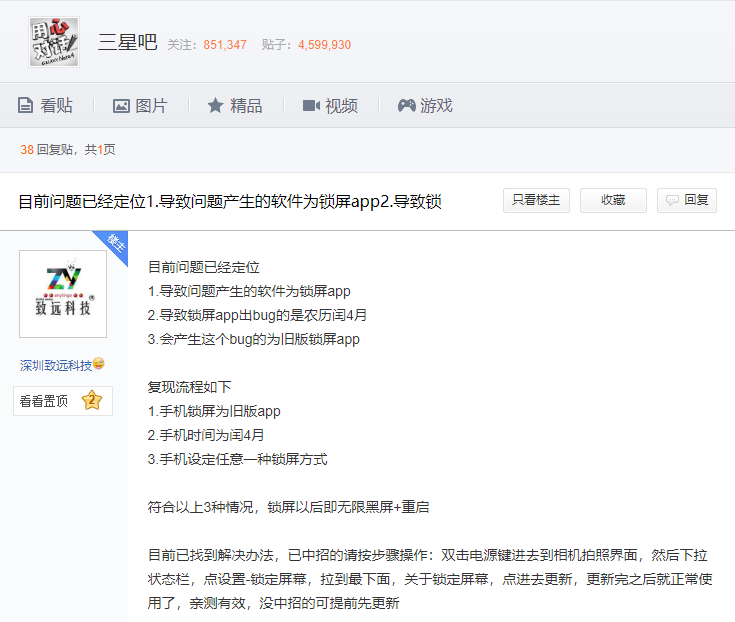 用心
对话
GALAXY Note4
三星吧 关注：851,347 贴子：4,599,930
看贴 图片 精品 视频 游戏
38回复贴，共1页
目前问题已经定位1.导致问题产生的软件为锁屏app2.导致锁 只看楼主 收藏 回复
楼主
ZY
致远科技®
深圳致远科技
看看置顶 2
目前问题已经定位
1.导致问题产生的软件为锁屏app
2.导致锁屏app出bug的是农历闰4月
3.会产生这个bug的为旧版锁屏app
复现流程如下
1.手机锁屏为旧版app
2.手机时间为闰4月
3.手机设定任意一种锁屏方式
符合以上3种情况，锁屏以后即无限黑屏+重启
目前已找到解决办法，已中招的请按步骤操作：双击电源键进去到相机拍照界面，然后下拉
状态栏，点设置-锁定屏幕，拉到最下面，关于锁定屏幕，点进去更新，更新完之后就正常使
用了，亲测有效，没中招的可提前先更新